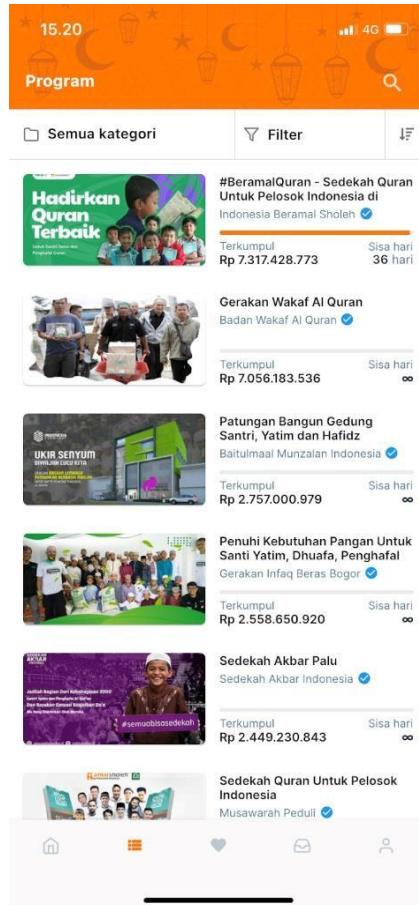 15.20
4G
Program
Semua kategori
Filter
Hadirkan
Quran
Terbaik
#BeramalQuran - Sedekah Quran
Untuk Pelosok Indonesia di
Indonesia Beramal Sholeh
Terkumpul
Sisa hari
Rp 7.317.428.773
36 hari
Gerakan Wakaf Al Quran
Badan Wakaf Al Quran
Terkumpul
Sisa hari
Rp 7.056.183.536
∞
UKIR SENYUM
Patungan Bangun Gedung
Santri, Yatim dan Hafidz
Baitulmaal Munzalan Indonesia
Terkumpul
Sisa hari
Rp 2.757.000.979
∞
Penuhi Kebutuhan Pangan Untuk
Santi Yatim, Dhuafa, Penghafal
Gerakan Infaq Beras Bogor
Terkumpul
Sisa hari
Rp 2.558.650.920
∞
SEDEKAH
AKBAR
#semuabisasedekah
Sedekah Akbar Palu
Sedekah Akbar Indonesia
Terkumpul
Sisa hari
Rp 2.449.230.843
∞
Sedekah Quran Untuk Pelosok
Indonesia
Musawarah Peduli